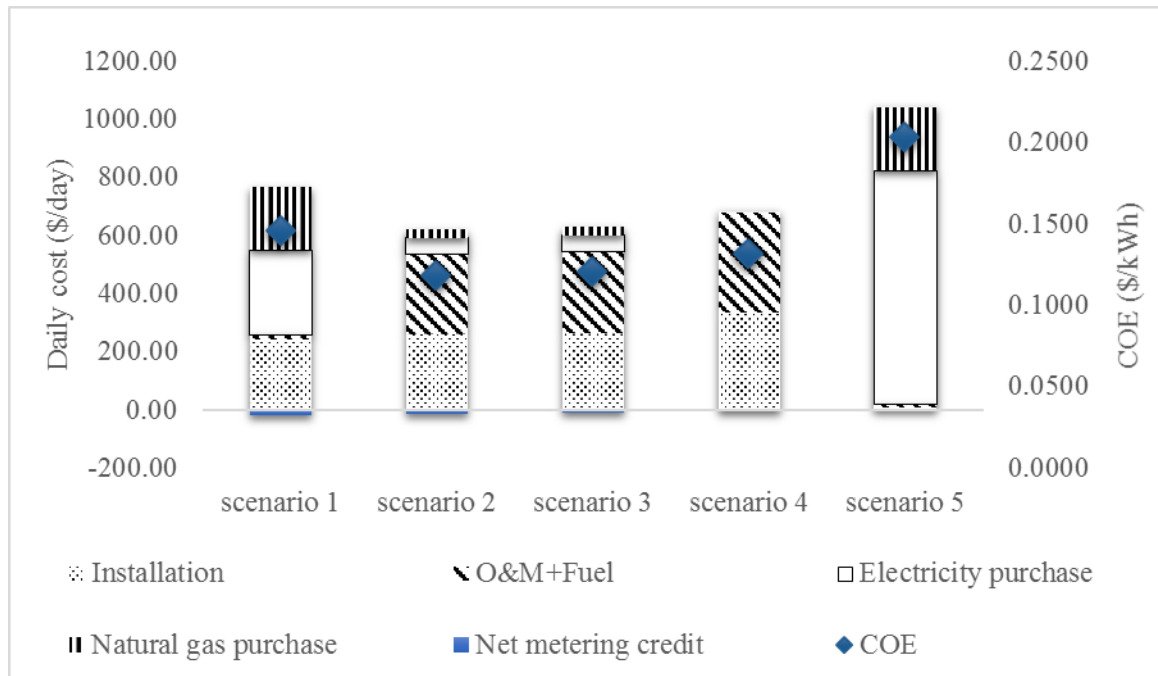 1200.00
1000.00
800.00
600.00
400.00
200.00
0.00
-200.00
Daily cost ($/day)
0.2500
0.2000
0.1500
0.1000
0.0500
0.0000
COE ($/kWh)
scenario 1 scenario 2 scenario 3 scenario 4 scenario 5
Installation O&M+Fuel Electricity purchase
Natural gas purchase Net metering credit COE